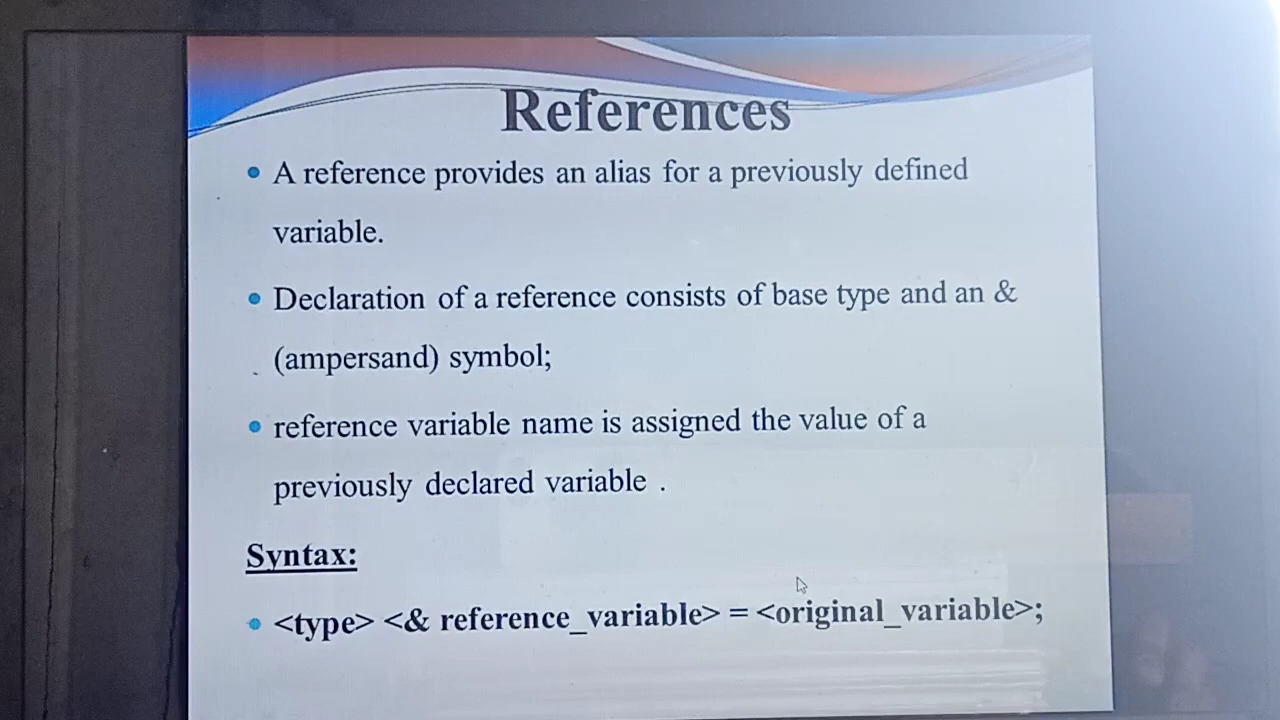 References
A reference provides an alias for a previously defined
variable.
Declaration of a reference consists of base type and an &
(ampersand) symbol;
reference variable name is assigned the value of a
previously declared variable .
Syntax:
<type> <& reference_variable> = <original_variable>;